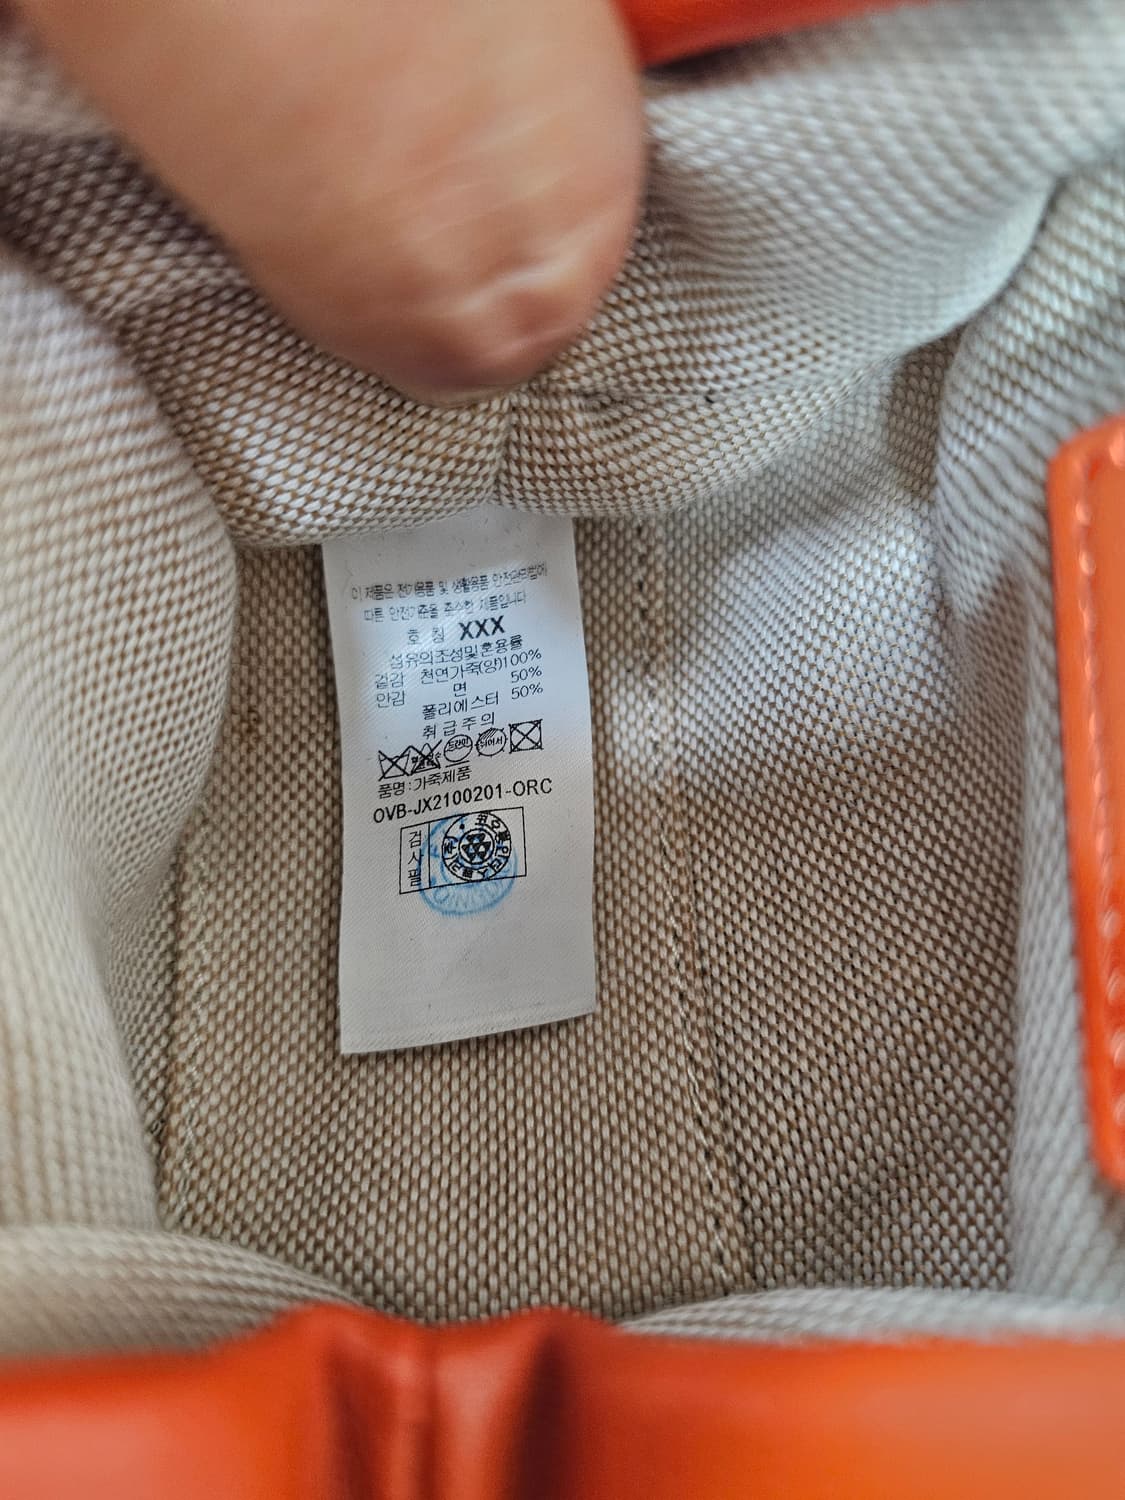 이 제품은 전기용품 및 생활용품 안전관리법에
따른 안전기준을 준수한 제품입니다
호 칭 XXX
섬유의조성및혼용률
겉감 천연가죽(양)100%
안감 면 50%
폴리에스터 50%
취급주의
드라이
품명:가죽제품
OVB-JX2100201-ORC
검사필